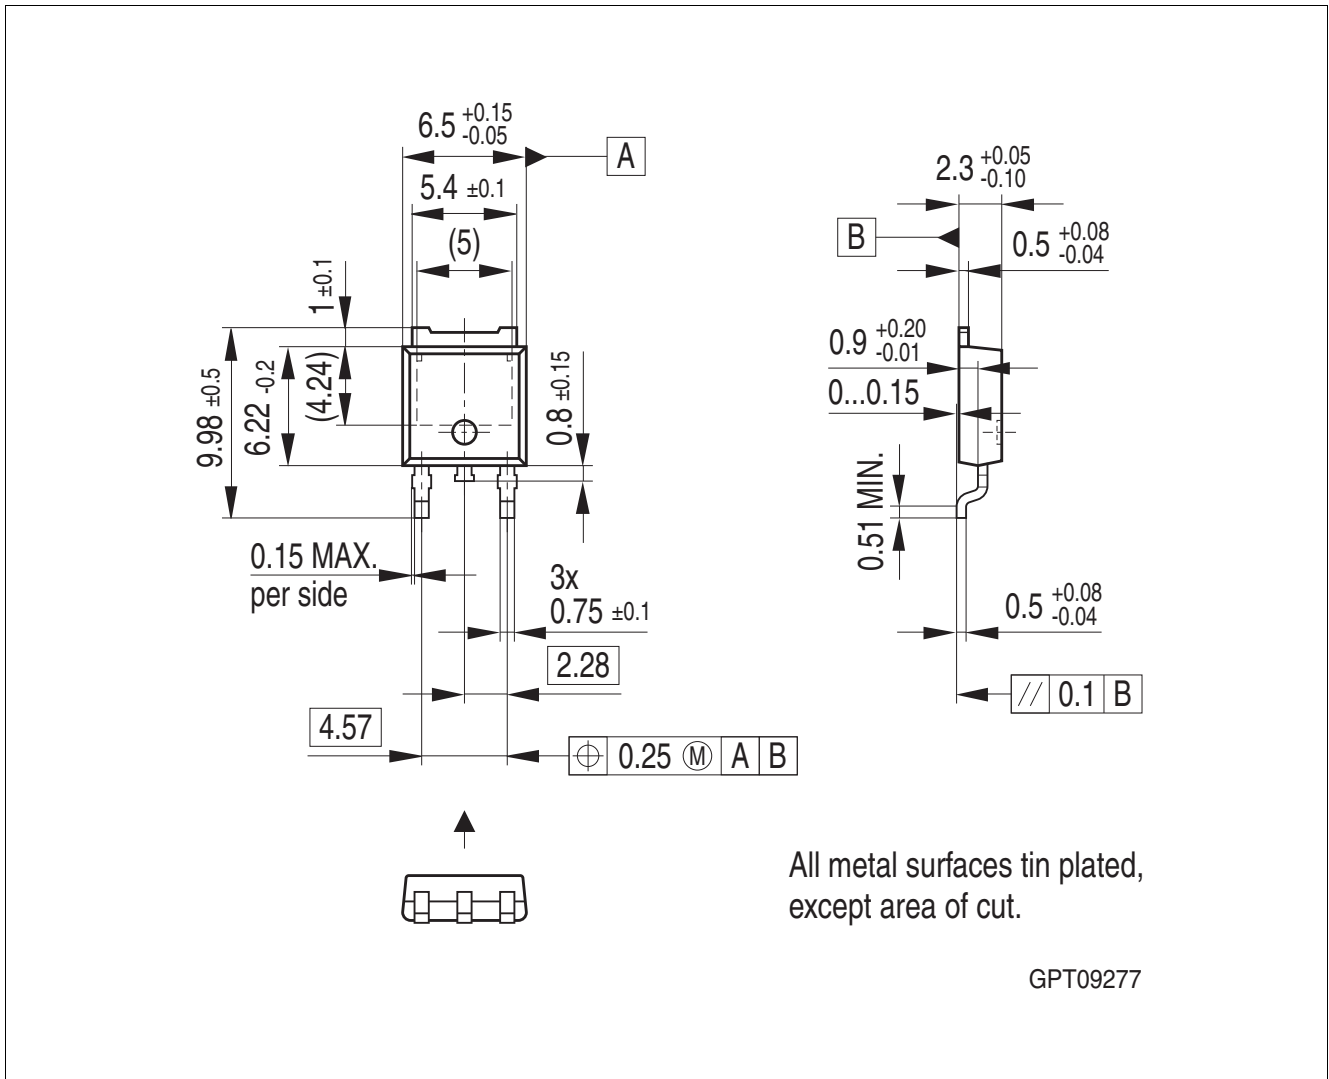 6.5 +0.15 -0.05
A
5.4 ±0.1
(5)
1 ±0.1
9.98 ±0.5
6.22 -0.2
(4.24)
0.8 ±0.15
0.15 MAX.
per side
3x
0.75 ±0.1
2.28
4.57
⌖ 0.25 Ⓜ A B
2.3 +0.05 -0.10
B
0.5 +0.08 -0.04
0.9 +0.20 -0.01
0...0.15
0.51 MIN.
0.5 +0.08 -0.04
// 0.1 B
All metal surfaces tin plated,
except area of cut.
GPT09277